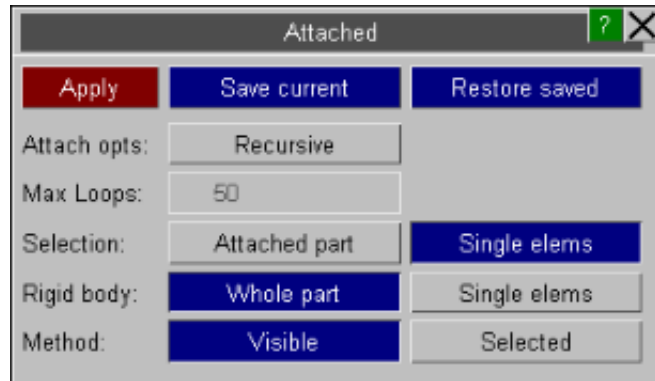 Attached ?
Apply Save current Restore saved
Attach opts: Recursive
Max Loops: 50
Selection: Attached part Single elems
Rigid body: Whole part Single elems
Method: Visible Selected